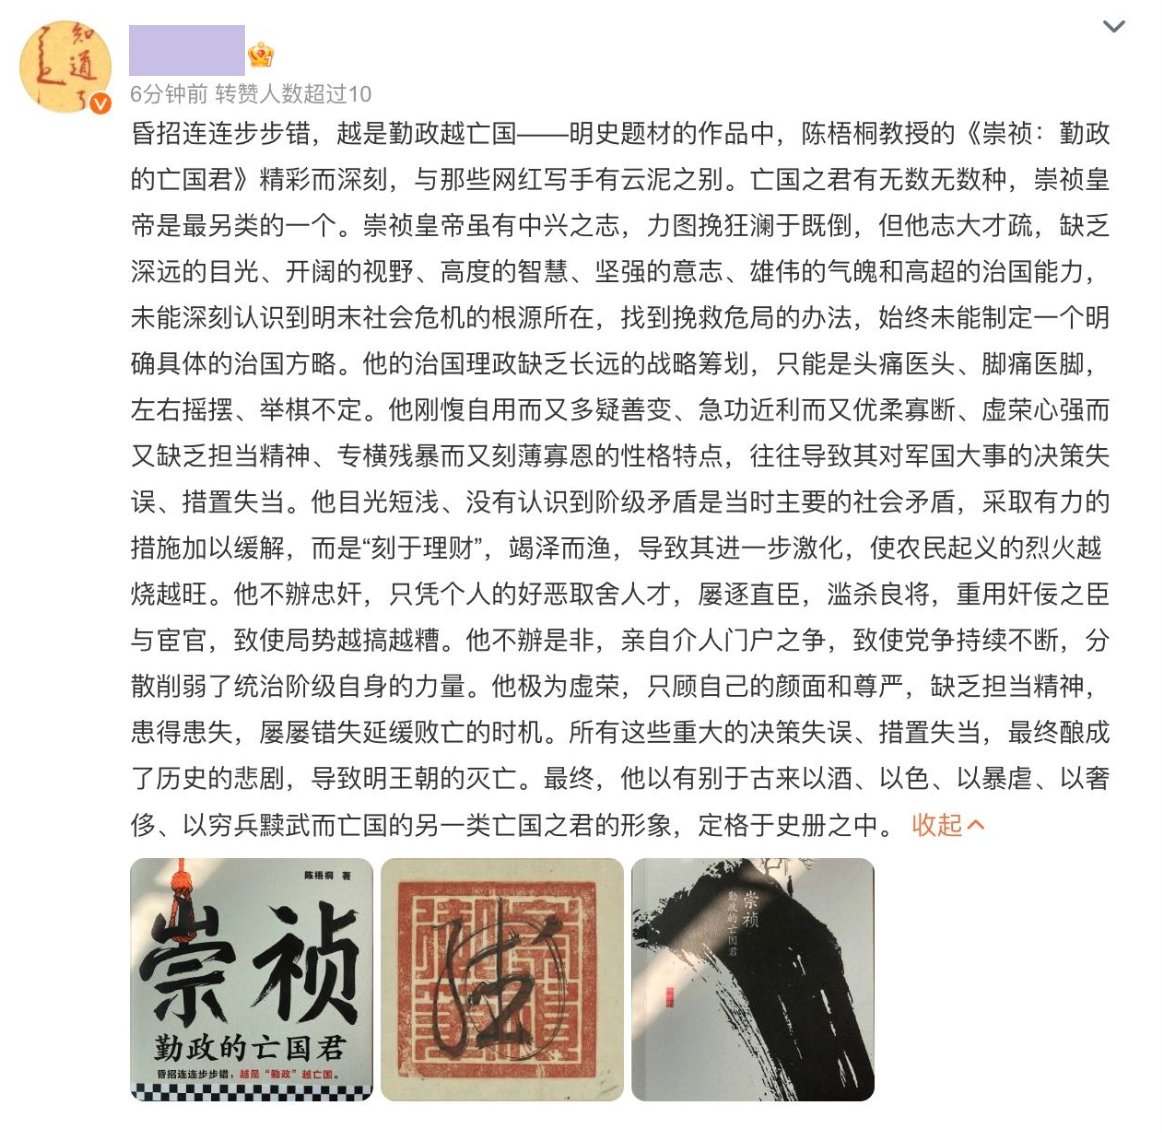 知道了
6分钟前 转赞人数超过10
昏招连连步步错，越是勤政越亡国——明史题材的作品中，陈梧桐教授的《崇祯：勤政
的亡国君》精彩而深刻，与那些网红写手有云泥之别。亡国之君有无数无数种，崇祯皇
帝是最另类的一个。崇祯皇帝虽有中兴之志，力图挽狂澜于既倒，但他志大才疏，缺乏
深远的目光、开阔的视野、高度的智慧、坚强的意志、雄伟的气魄和高超的治国能力，
未能深刻认识到明末社会危机的根源所在，找到挽救危局的办法，始终未能制定一个明
确具体的治国方略。他的治国理政缺乏长远的战略筹划，只能是头痛医头、脚痛医脚，
左右摇摆、举棋不定。他刚愎自用而又多疑善变、急功近利而又优柔寡断、虚荣心强而
又缺乏担当精神、专横残暴而又刻薄寡恩的性格特点，往往导致其对军国大事的决策失
误、措置失当。他目光短浅、没有认识到阶级矛盾是当时主要的社会矛盾，采取有力的
措施加以缓解，而是“刻于理财”，竭泽而渔，导致其进一步激化，使农民起义的烈火越
烧越旺。他不辦忠奸，只凭个人的好恶取舍人才，屡逐直臣，滥杀良将，重用奸佞之臣
与宦官，致使局势越搞越糟。他不辦是非，亲自介人门户之争，致使党争持续不断，分
散削弱了统治阶级自身的力量。他极为虚荣，只顾自己的颜面和尊严，缺乏担当精神，
患得患失，屡屡错失延缓败亡的时机。所有这些重大的决策失误、措置失当，最终酿成
了历史的悲剧，导致明王朝的灭亡。最终，他以有别于古来以酒、以色、以暴虐、以奢
侈、以穷兵黩武而亡国的另一类亡国之君的形象，定格于史册之中。 收起
陈梧桐 著
崇祯
勤政的亡国君
昏招连连步步错，越是“勤政”越亡国。
崇祯
勤政的亡国君